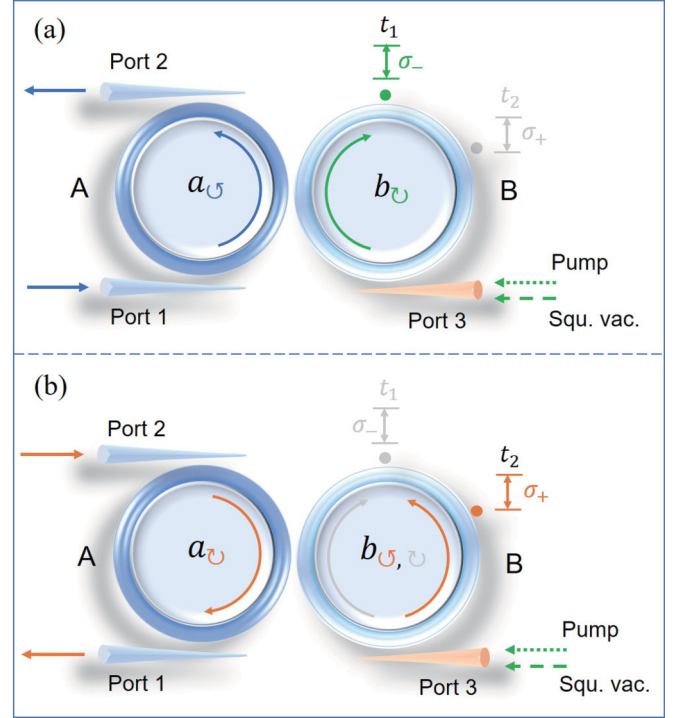 (a)
Port 2
t₁
σ₋
t₂
σ₊
A
a↺
b↻
B
Pump
Squ. vac.
Port 1
Port 3
(b)
Port 2
t₁
σ₋
t₂
σ₊
A
a↻
b↺,↻
B
Pump
Squ. vac.
Port 1
Port 3